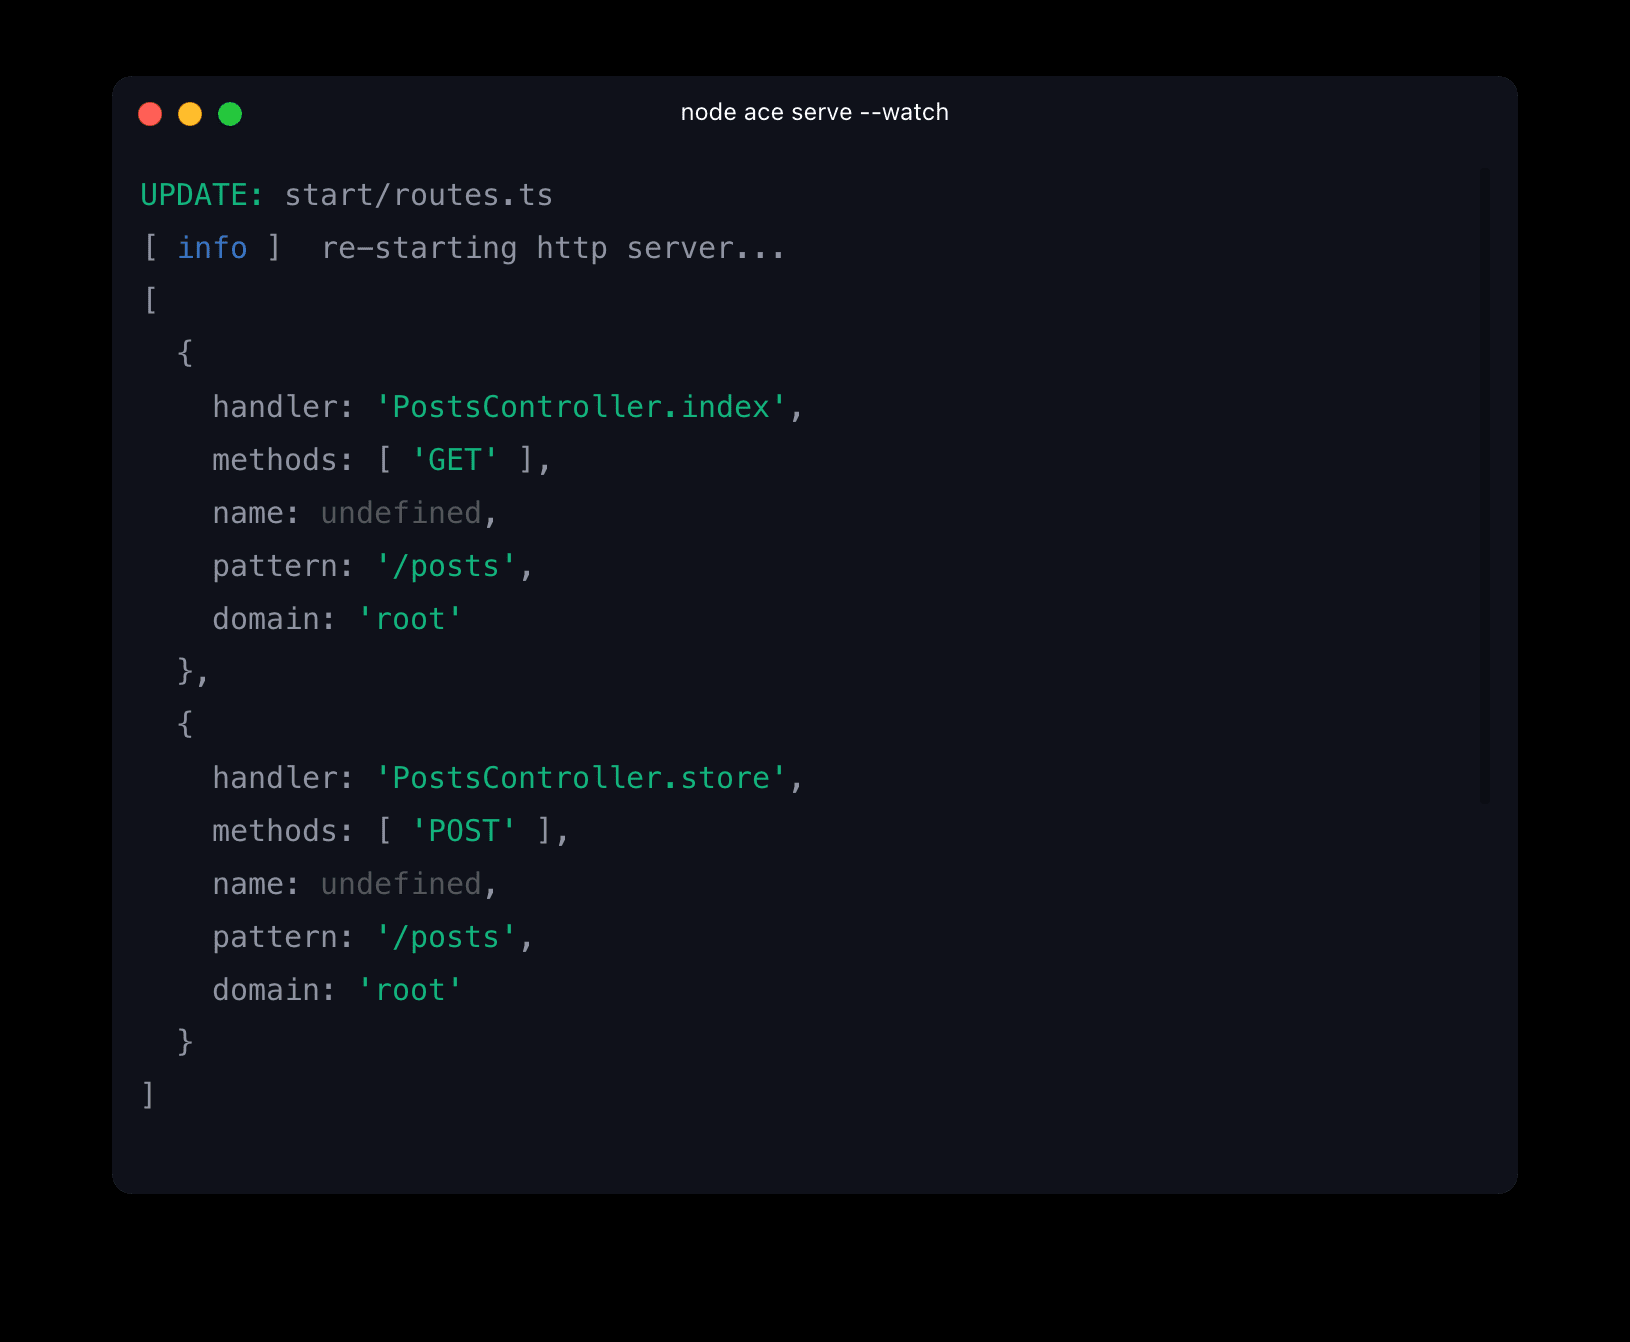 node ace serve --watch
UPDATE: start/routes.ts
[ info ]  re-starting http server...
[
  {
    handler: 'PostsController.index',
    methods: [ 'GET' ],
    name: undefined,
    pattern: '/posts',
    domain: 'root'
  },
  {
    handler: 'PostsController.store',
    methods: [ 'POST' ],
    name: undefined,
    pattern: '/posts',
    domain: 'root'
  }
]